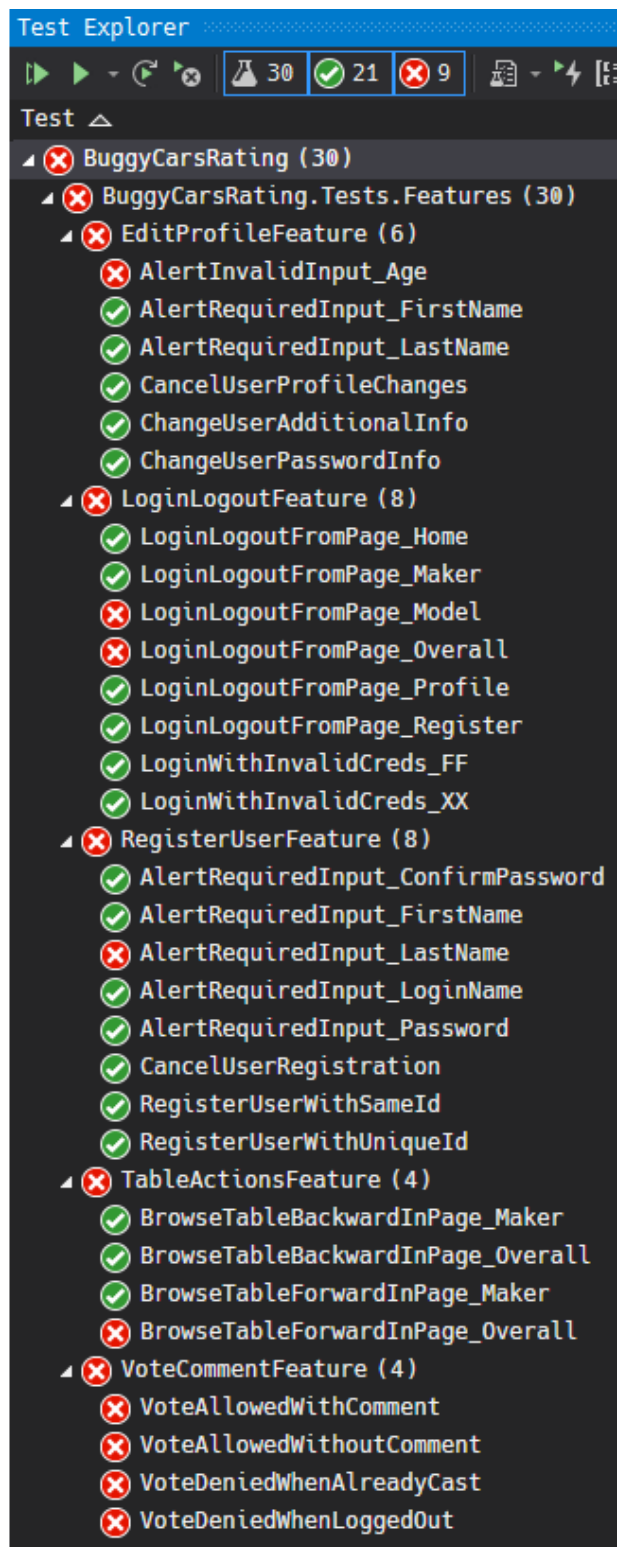 Test Explorer
30 21 9
Test
BuggyCarsRating (30)
BuggyCarsRating.Tests.Features (30)
EditProfileFeature (6)
AlertInvalidInput_Age
AlertRequiredInput_FirstName
AlertRequiredInput_LastName
CancelUserProfileChanges
ChangeUserAdditionalInfo
ChangeUserPasswordInfo
LoginLogoutFeature (8)
LoginLogoutFromPage_Home
LoginLogoutFromPage_Maker
LoginLogoutFromPage_Model
LoginLogoutFromPage_Overall
LoginLogoutFromPage_Profile
LoginLogoutFromPage_Register
LoginWithInvalidCreds_FF
LoginWithInvalidCreds_XX
RegisterUserFeature (8)
AlertRequiredInput_ConfirmPassword
AlertRequiredInput_FirstName
AlertRequiredInput_LastName
AlertRequiredInput_LoginName
AlertRequiredInput_Password
CancelUserRegistration
RegisterUserWithSameId
RegisterUserWithUniqueId
TableActionsFeature (4)
BrowseTableBackwardInPage_Maker
BrowseTableBackwardInPage_Overall
BrowseTableForwardInPage_Maker
BrowseTableForwardInPage_Overall
VoteCommentFeature (4)
VoteAllowedWithComment
VoteAllowedWithoutComment
VoteDeniedWhenAlreadyCast
VoteDeniedWhenLoggedOut